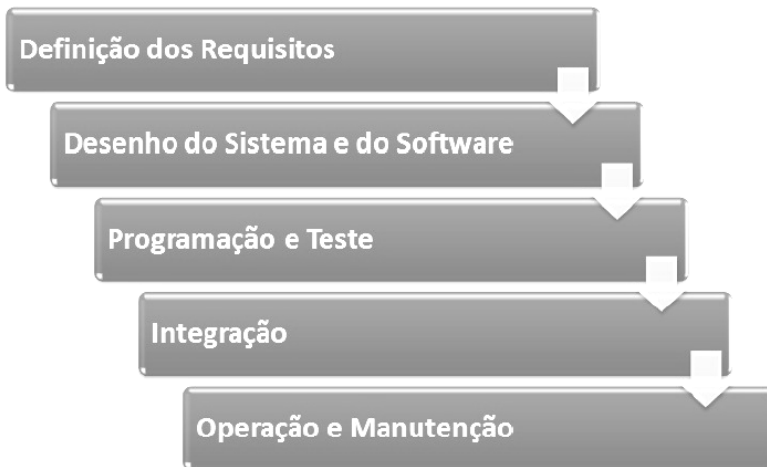 Definição dos Requisitos
Desenho do Sistema e do Software
Programação e Teste
Integração
Operação e Manutenção